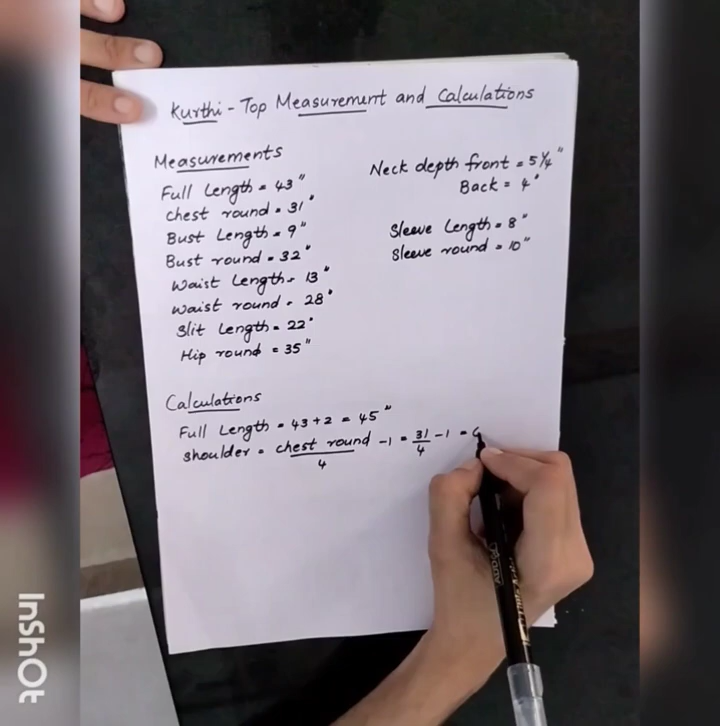 Kurthi - Top Measurement and Calculations
Measurements
Full Length = 43"
chest round = 31"
Bust Length = 9"
Bust round = 32"
Waist Length = 13"
Waist round = 28"
Slit Length = 22"
Hip round = 35"
Neck depth front = 5 1/4"
Back = 4"
Sleeve Length = 8"
Sleeve round = 10"
Calculations
Full Length = 43 + 2 = 45"
shoulder = chest round / 4 - 1 = 31/4 - 1 =
InShOt